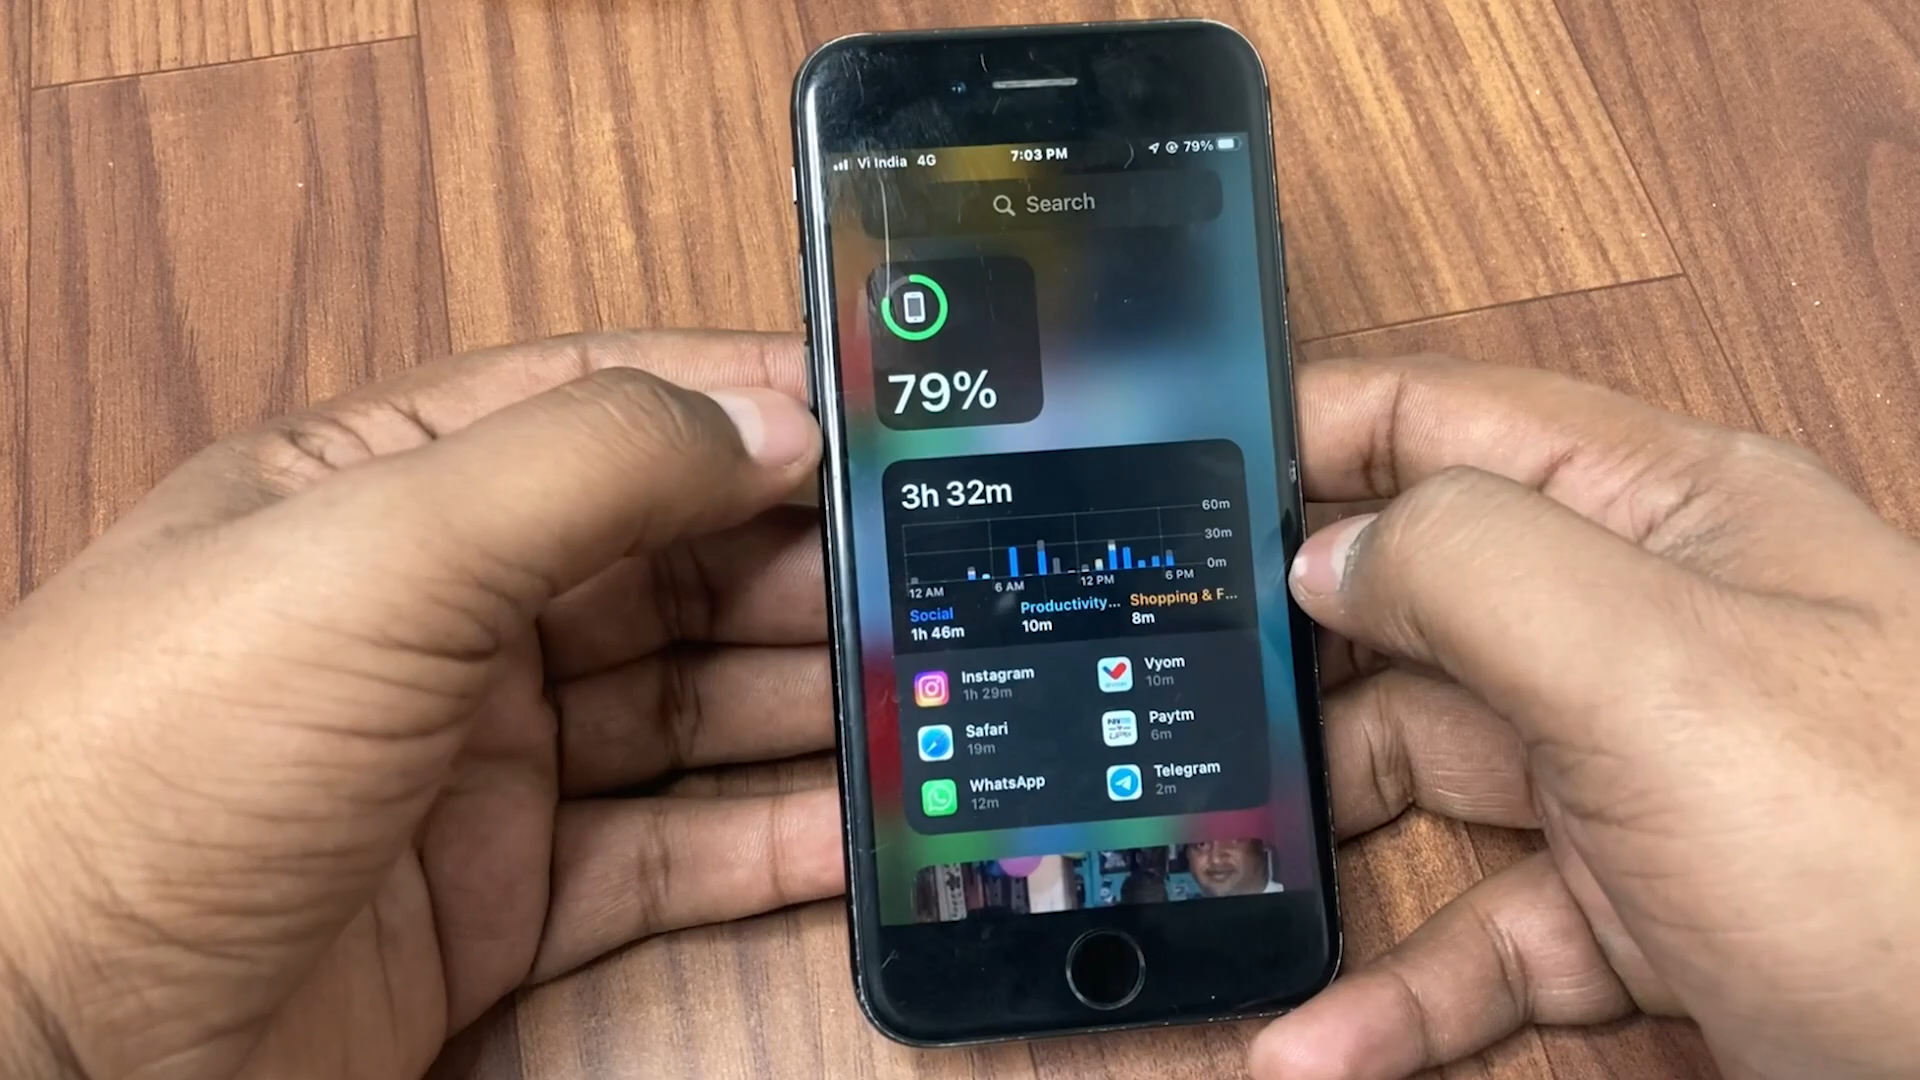 Vi India 4G 7:03 PM 79%
Search
79%
3h 32m
60m
30m
0m
12 AM 6 AM 12 PM 6 PM
Social Productivity... Shopping & F...
1h 46m 10m 8m
Instagram
1h 29m
Vyom
10m
Safari
19m
Paytm
6m
WhatsApp
12m
Telegram
2m